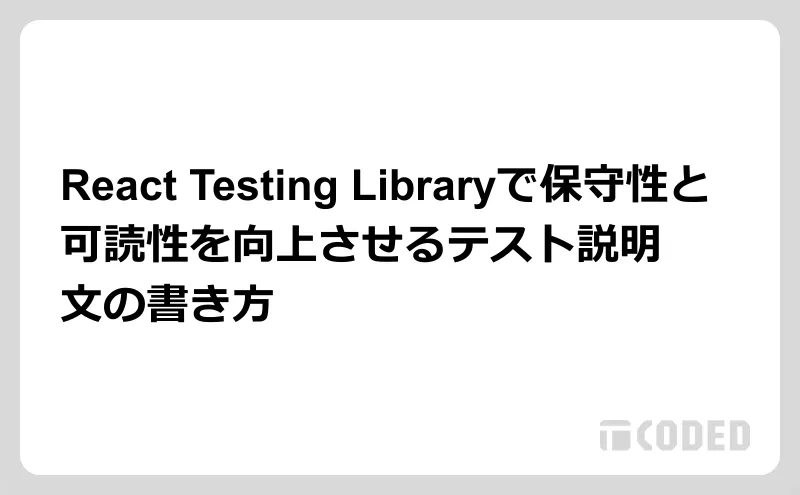 React Testing Libraryで保守性と
可読性を向上させるテスト説明
文の書き方
CODED